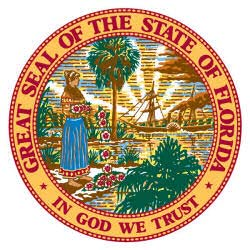 GREAT SEAL OF THE STATE OF FLORIDA
IN GOD WE TRUST